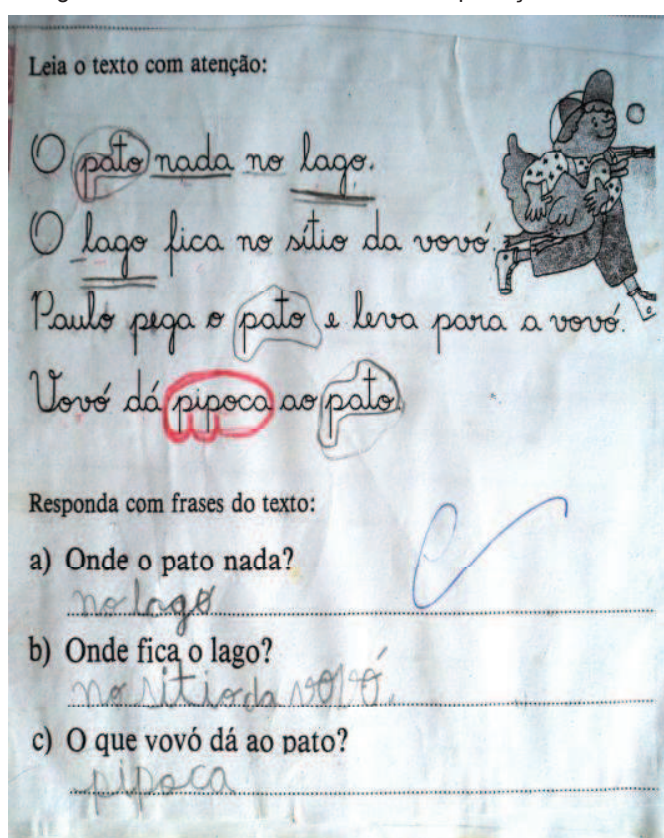 Leia o texto com atenção:
O pato nada no lago.
O lago fica no sítio da vovó.
Paulo pega o pato e leva para a vovó.
Vovó dá pipoca ao pato.
Responda com frases do texto:
a) Onde o pato nada?
no lago
b) Onde fica o lago?
no sitio da vovó.
c) O que vovó dá ao pato?
pipoca